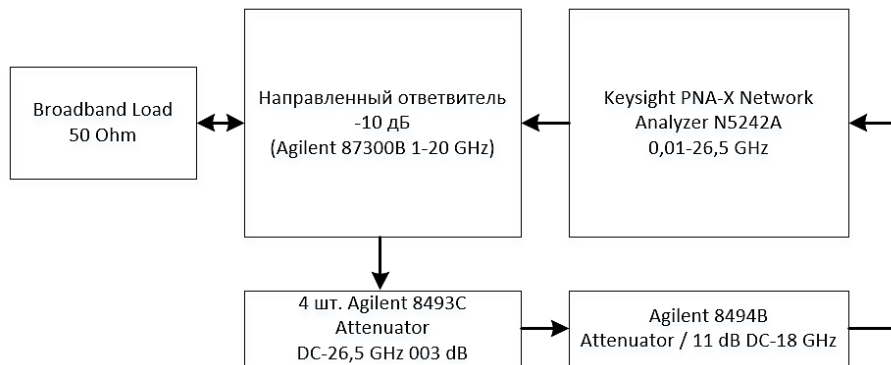 Broadband Load
50 Ohm
Направленный ответвитель
-10 дБ
(Agilent 87300B 1-20 GHz)
Keysight PNA-X Network
Analyzer N5242A
0,01-26,5 GHz
4 шт. Agilent 8493C
Attenuator
DC-26,5 GHz 003 dB
Agilent 8494B
Attenuator / 11 dB DC-18 GHz